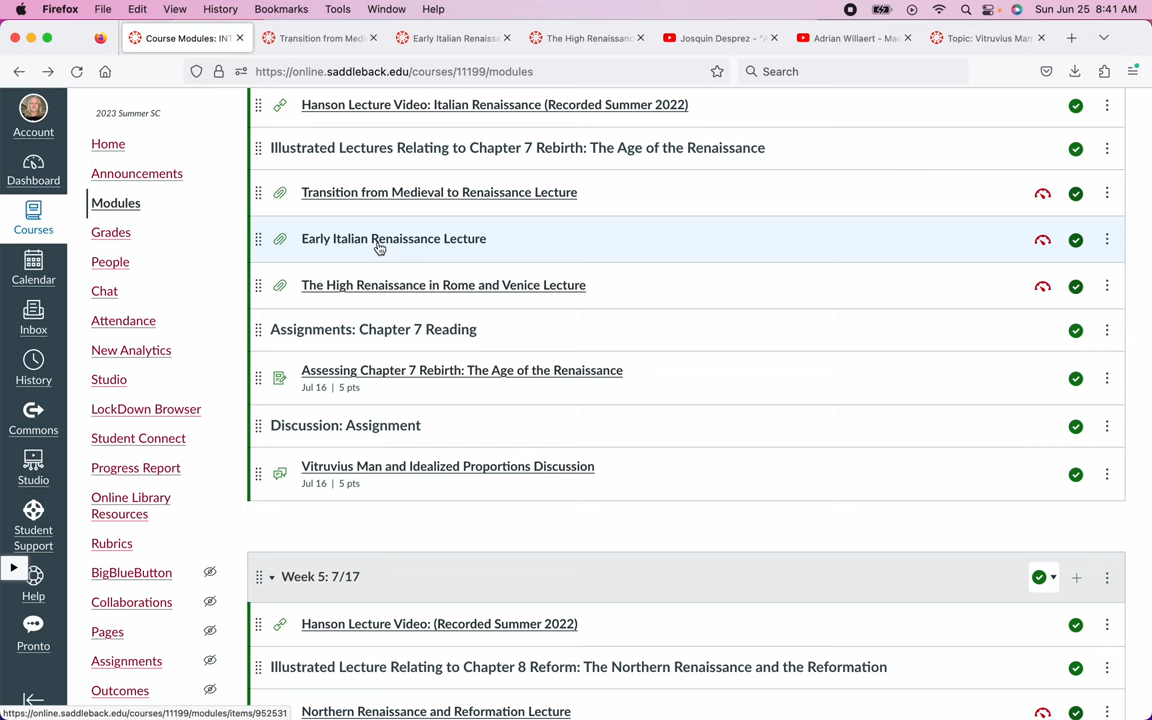 Firefox File Edit View History Bookmarks Tools Window Help Sun Jun 25 8:41 AM
Course Modules: INT Transition from Medi Early Italian Renaissa The High Renaissanc Josquin Desprez - "A Adrian Willaert - Ma Topic: Vitruvius Man
https://online.saddleback.edu/courses/11199/modules Search
Account
Dashboard
Courses
Calendar
Inbox
History
Commons
Studio
Student
Support
Help
Pronto
2023 Summer SC
Home
Announcements
Modules
Grades
People
Chat
Attendance
New Analytics
Studio
LockDown Browser
Student Connect
Progress Report
Online Library
Resources
Rubrics
BigBlueButton
Collaborations
Pages
Assignments
Outcomes
Hanson Lecture Video: Italian Renaissance (Recorded Summer 2022)
Illustrated Lectures Relating to Chapter 7 Rebirth: The Age of the Renaissance
Transition from Medieval to Renaissance Lecture
Early Italian Renaissance Lecture
The High Renaissance in Rome and Venice Lecture
Assignments: Chapter 7 Reading
Assessing Chapter 7 Rebirth: The Age of the Renaissance
Jul 16 | 5 pts
Discussion: Assignment
Vitruvius Man and Idealized Proportions Discussion
Jul 16 | 5 pts
Week 5: 7/17
Hanson Lecture Video: (Recorded Summer 2022)
Illustrated Lecture Relating to Chapter 8 Reform: The Northern Renaissance and the Reformation
Northern Renaissance and Reformation Lecture
https://online.saddleback.edu/courses/11199/modules/items/952531